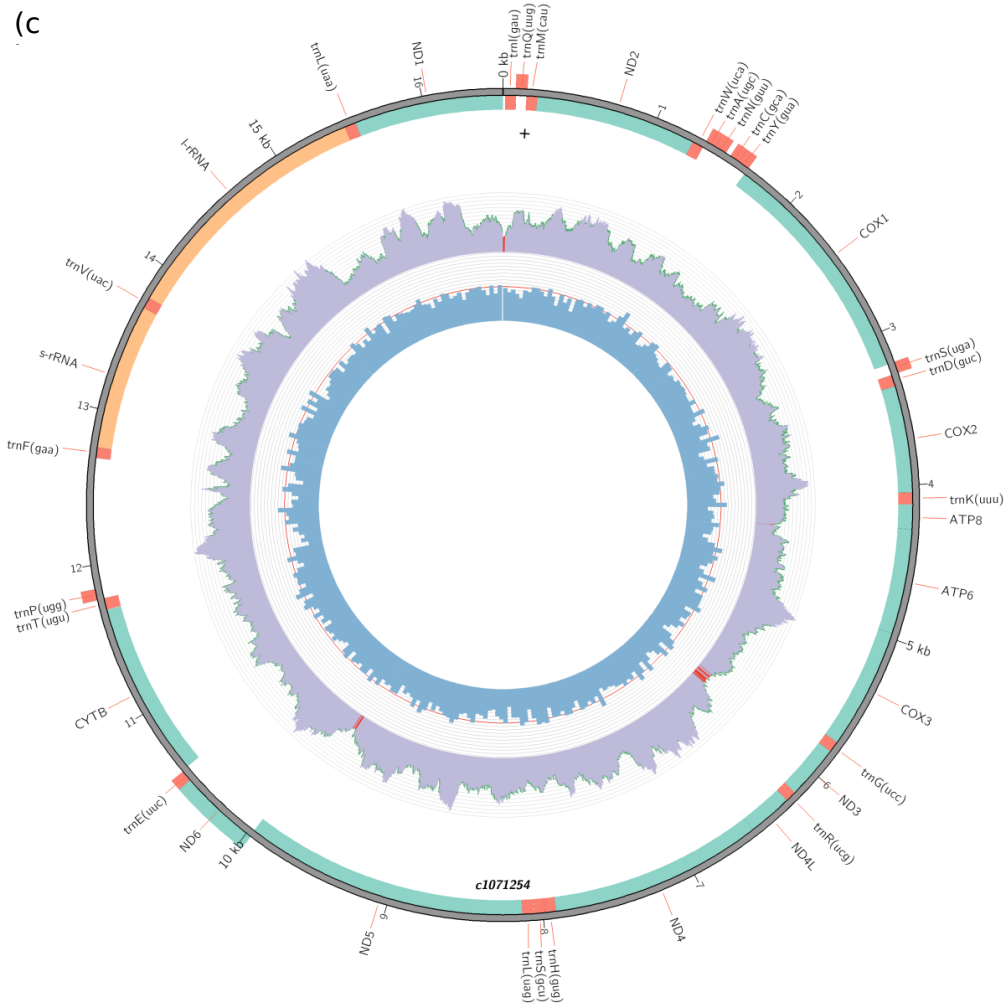 (c
0 kb
trnI(gau)
trnQ(uug)
trnM(cau)
ND2
1
trnW(uca)
trnA(ugc)
trnN(guu)
trnC(gca)
trnY(gua)
2
COX1
3
trnS(uga)
trnD(guc)
COX2
4
trnK(uuu)
ATP8
ATP6
5 kb
COX3
trnG(ucc)
6
ND3
trnR(ucg)
ND4L
7
ND4
trnH(gug)
8
trnS(gcu)
trnL(uag)
c1071254
9
ND5
10 kb
ND6
trnE(uuc)
11
CYTB
trnT(ugu)
trnP(ugg)
12
trnF(gaa)
13
s-rRNA
trnV(uac)
14
l-rRNA
15 kb
trnL(uaa)
16
ND1
+